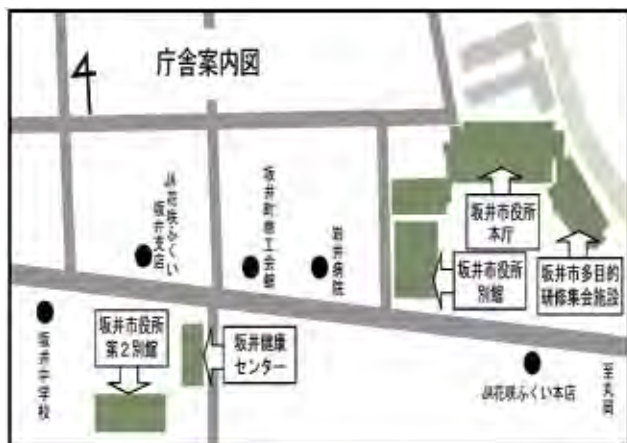 庁舎案内図
JA花咲ふくい
坂井支店
坂井町商工会館
岩井病院
坂井市役所
本庁
坂井市役所
別館
坂井市多目的
研修集会施設
坂井中学校
坂井市役所
第2別館
坂井健康
センター
JA花咲ふくい本店
至丸岡